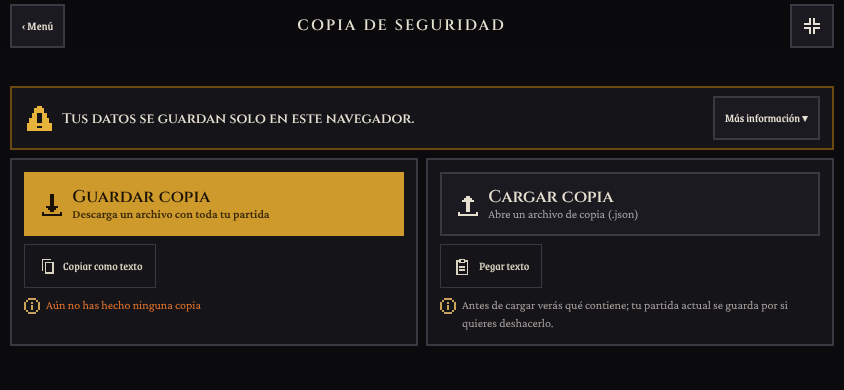 ‹ Menú
COPIA DE SEGURIDAD
Tus datos se guardan solo en este navegador.
Más información ▾
Guardar copia
Descarga un archivo con toda tu partida
Copiar como texto
Aún no has hecho ninguna copia
Cargar copia
Abre un archivo de copia (.json)
Pegar texto
Antes de cargar verás qué contiene; tu partida actual se guarda por si
quieres deshacerlo.